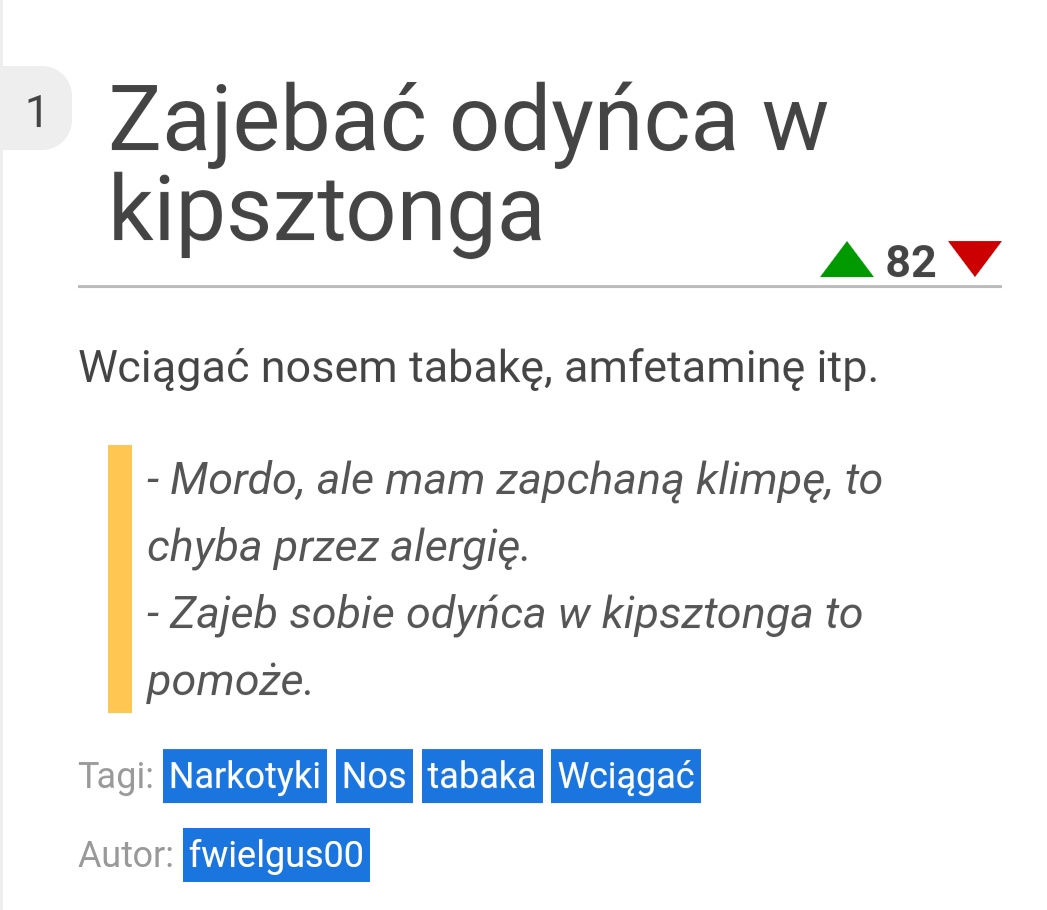 1
Zajebać odyńca w
kipsztonga
82
Wciągać nosem tabakę, amfetaminę itp.
- Mordo, ale mam zapchaną klimpę, to
chyba przez alergię.
- Zajeb sobie odyńca w kipsztonga to
pomoże.
Tagi: Narkotyki Nos tabaka Wciągać
Autor: fwielgus00